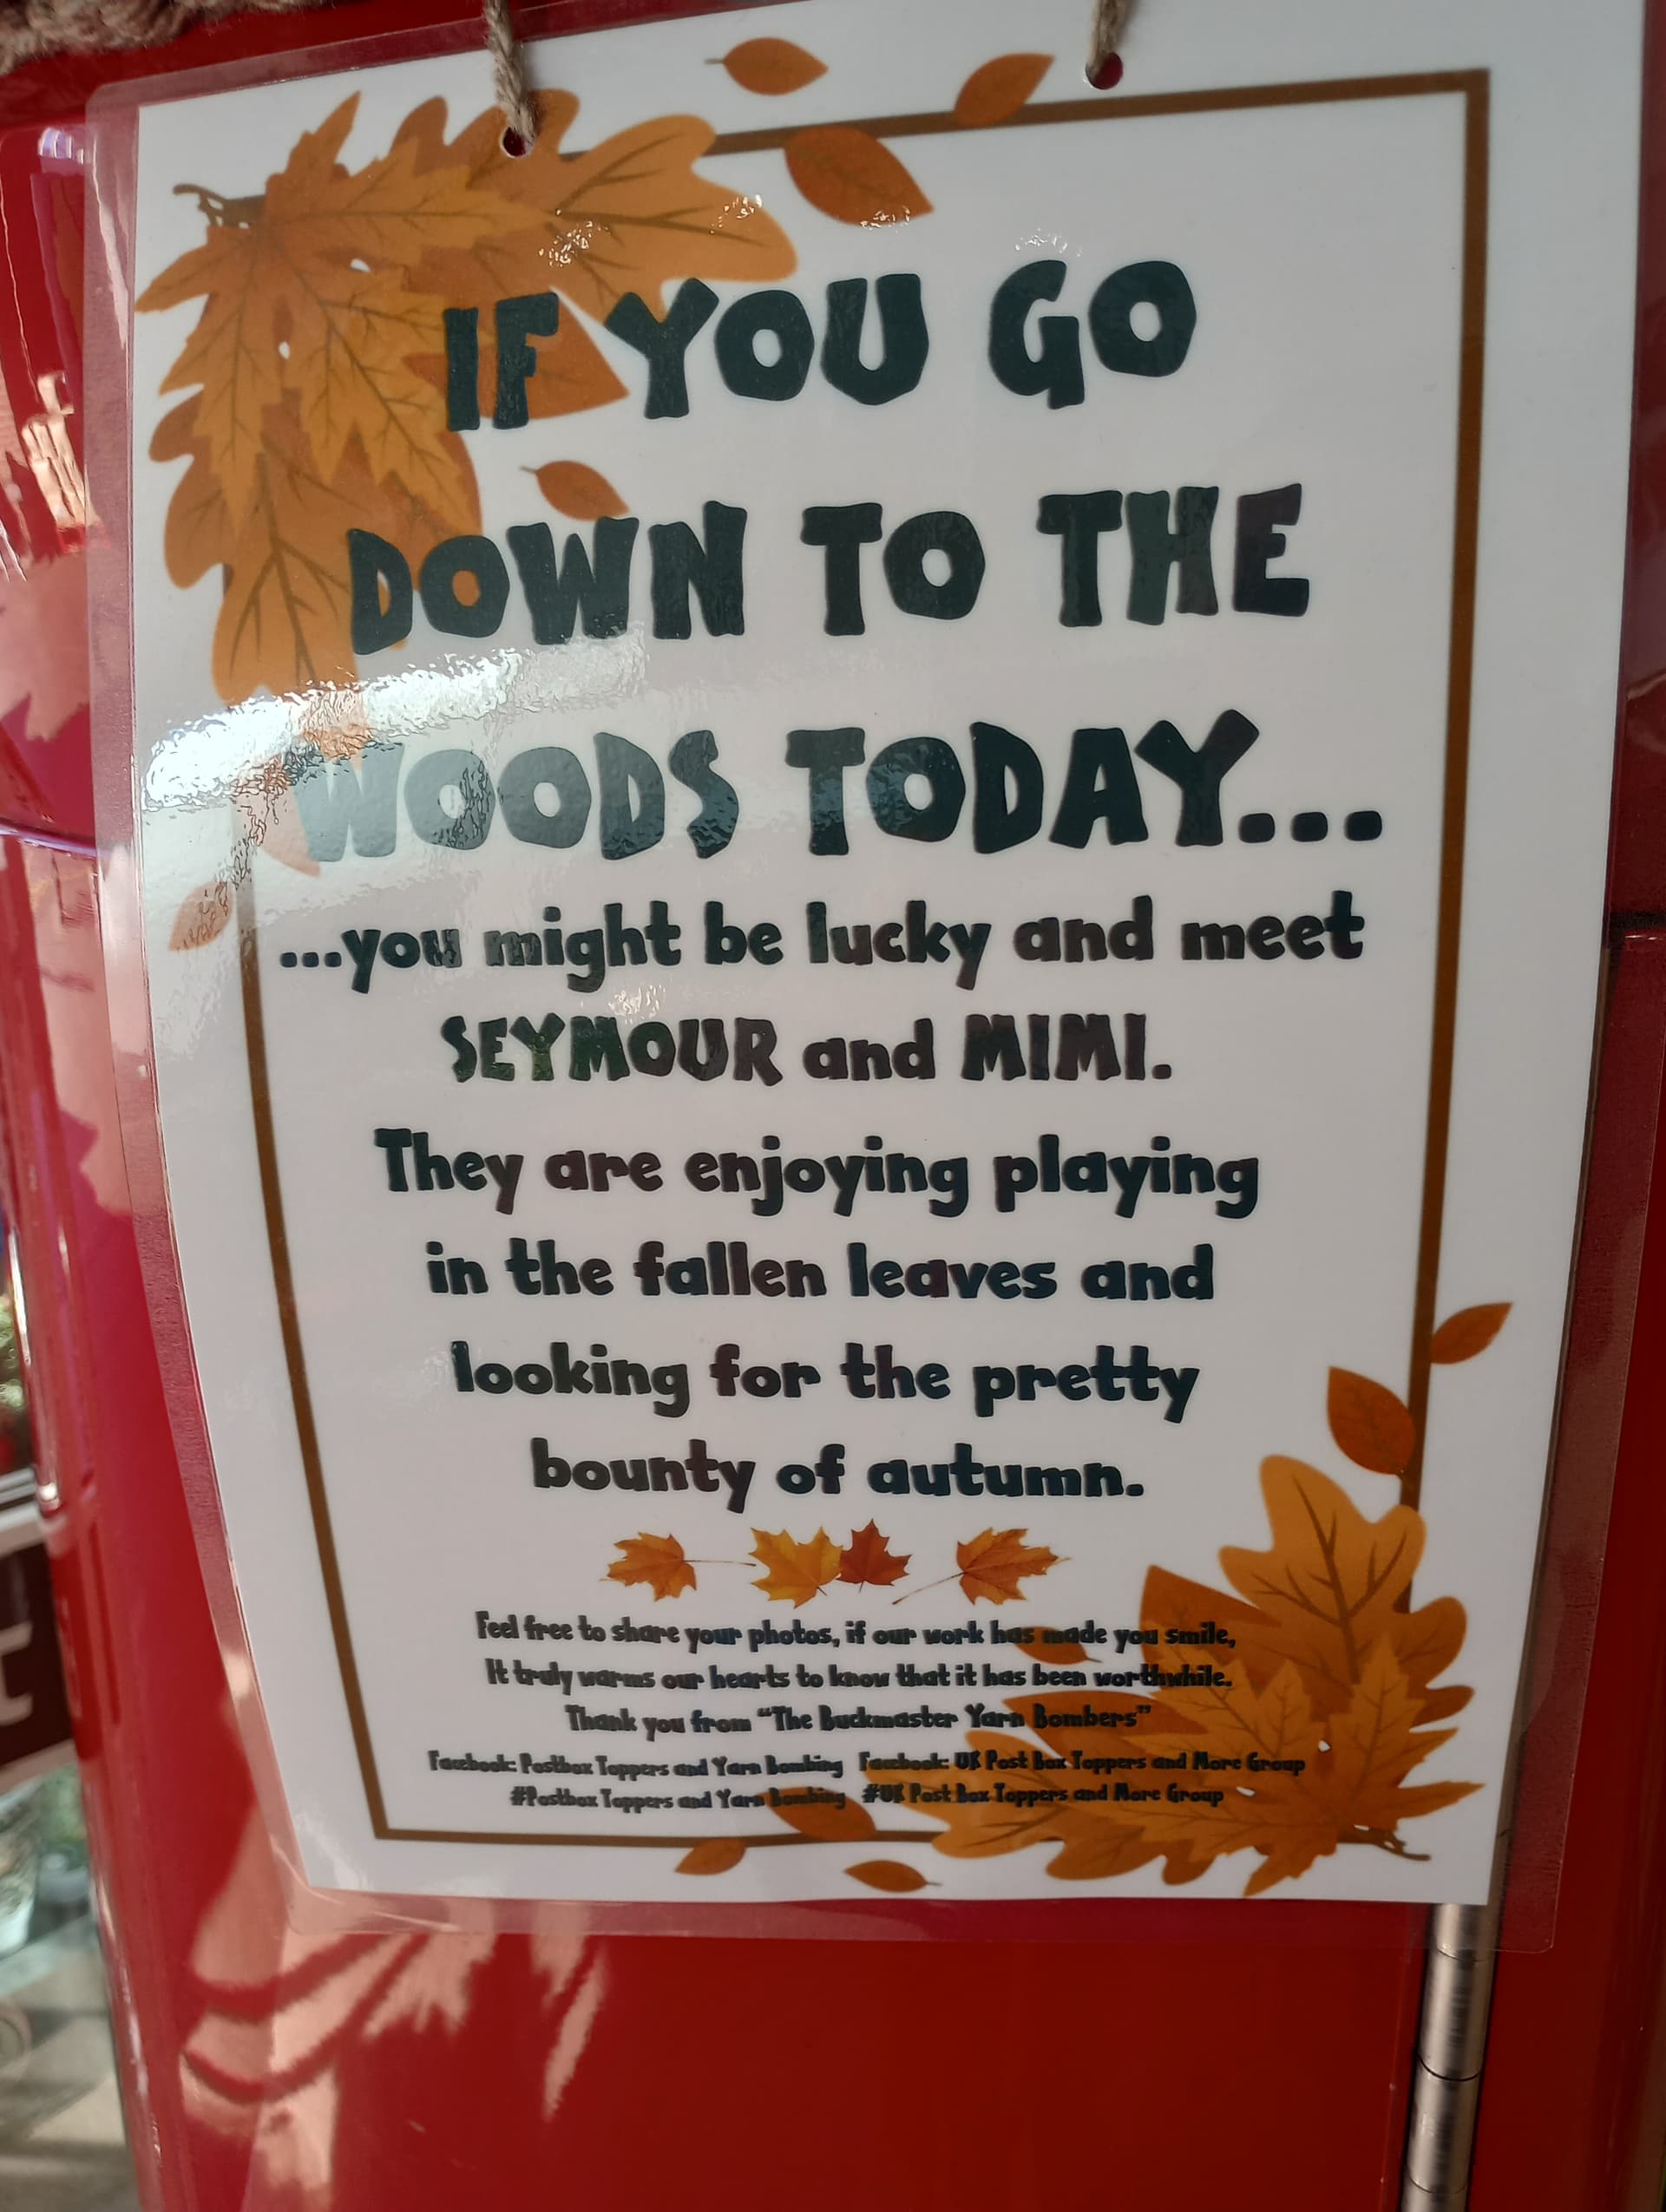 IF YOU GO
DOWN TO THE
WOODS TODAY...
...you might be lucky and meet
SEYMOUR and MIMI.
They are enjoying playing
in the fallen leaves and
looking for the pretty
bounty of autumn.
Feel free to share your photos, if our work has made you smile,
It truly warms our hearts to know that it has been worthwhile.
Thank you from “The Buckmaster Yarn Bombers”
Facebook: Postbox Toppers and Yarn Bombing Facebook: UK Post Box Toppers and More Group
#Postbox Toppers and Yarn Bombing #UK Post Box Toppers and More Group